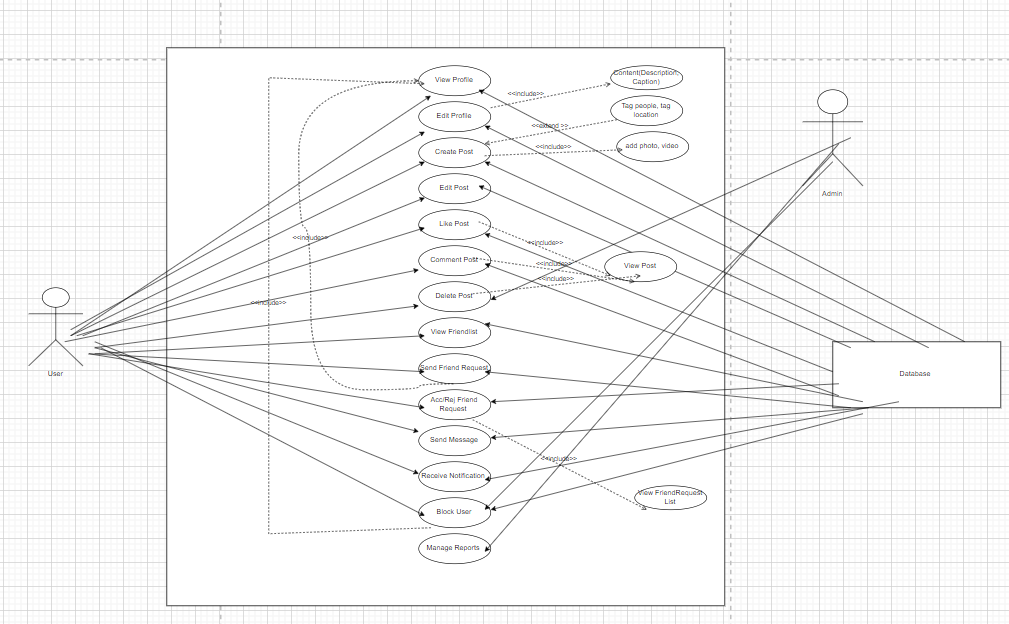 View Profile
Content(Description,
Caption)
<<include>>
Edit Profile
Tag people, tag
location
<<extend >>
Create Post
<<include>>
add photo, video
Edit Post
Admin
Like Post
<<include>>
<<include>>
Comment Post
<<include>>
View Post
<<include>>
Delete Post
<<include>>
View Friendlist
User
Send Friend Request
Database
Acc/Rej Friend
Request
Send Message
<<include>>
Receive Notification
View FriendRequest
List
Block User
Manage Reports